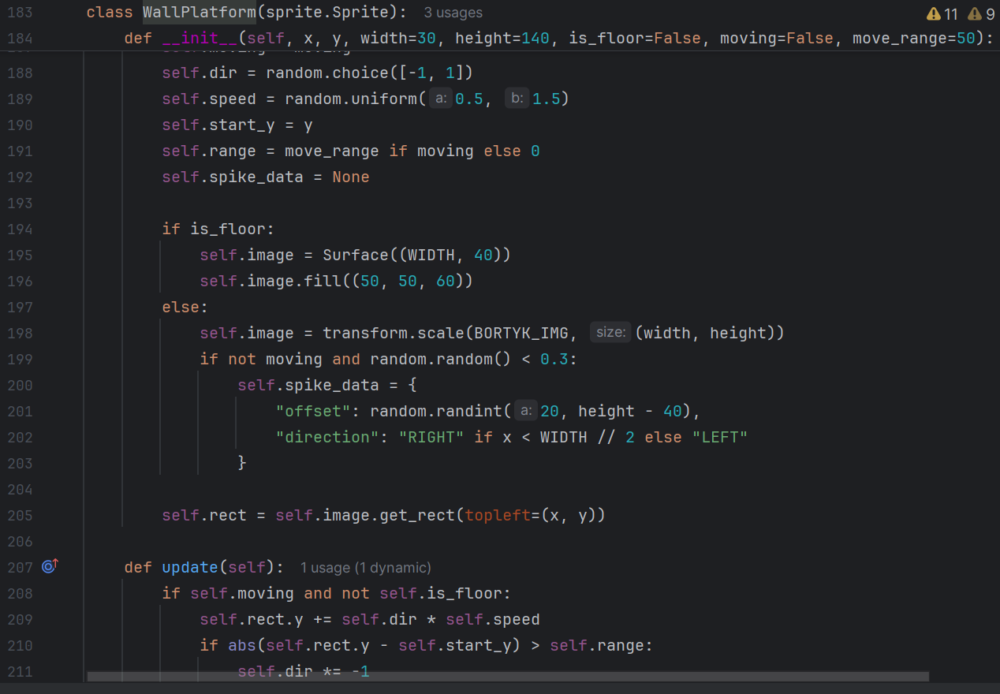 183 class WallPlatform(sprite.Sprite): 3 usages 11 9
184 def __init__(self, x, y, width=30, height=140, is_floor=False, moving=False, move_range=50):
188 self.dir = random.choice([-1, 1])
189 self.speed = random.uniform(a: 0.5, b: 1.5)
190 self.start_y = y
191 self.range = move_range if moving else 0
192 self.spike_data = None
193
194 if is_floor:
195 self.image = Surface((WIDTH, 40))
196 self.image.fill((50, 50, 60))
197 else:
198 self.image = transform.scale(BORTYK_IMG, size: (width, height))
199 if not moving and random.random() < 0.3:
200 self.spike_data = {
201 "offset": random.randint(a: 20, height - 40),
202 "direction": "RIGHT" if x < WIDTH // 2 else "LEFT"
203 }
204
205 self.rect = self.image.get_rect(topleft=(x, y))
206
207 def update(self): 1 usage (1 dynamic)
208 if self.moving and not self.is_floor:
209 self.rect.y += self.dir * self.speed
210 if abs(self.rect.y - self.start_y) > self.range:
211 self.dir *= -1